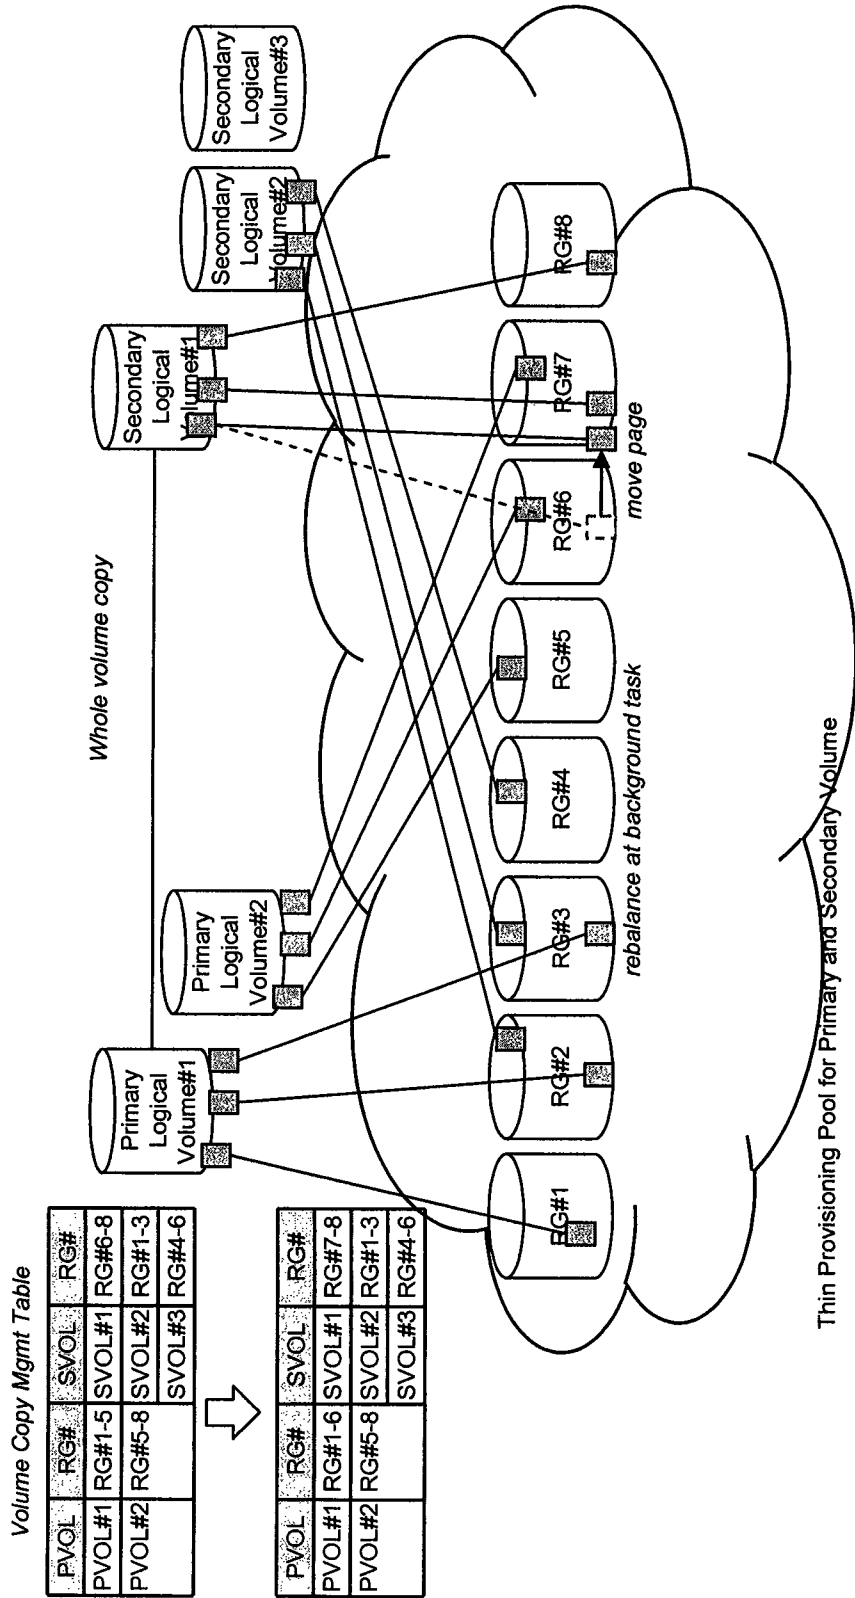 Volume Copy Mgmt Table
PVOL RG# SVOL RG#
PVOL#1 RG#1-5 SVOL#1 RG#6-8
PVOL#2 RG#5-8 SVOL#2 RG#1-3
SVOL#3 RG#4-6
PVOL RG# SVOL RG#
PVOL#1 RG#1-6 SVOL#1 RG#7-8
PVOL#2 RG#5-8 SVOL#2 RG#1-3
SVOL#3 RG#4-6
Whole volume copy
Primary
Logical
Volume#1
Primary
Logical
Volume#2
Secondary
Logical
Volume#1
Secondary
Logical
Volume#2
Secondary
Logical
Volume#3
RG#1
RG#2
RG#3
RG#4
RG#5
RG#6
RG#7
RG#8
rebalance at background task
move page
Thin Provisioning Pool for Primary and Secondary Volume